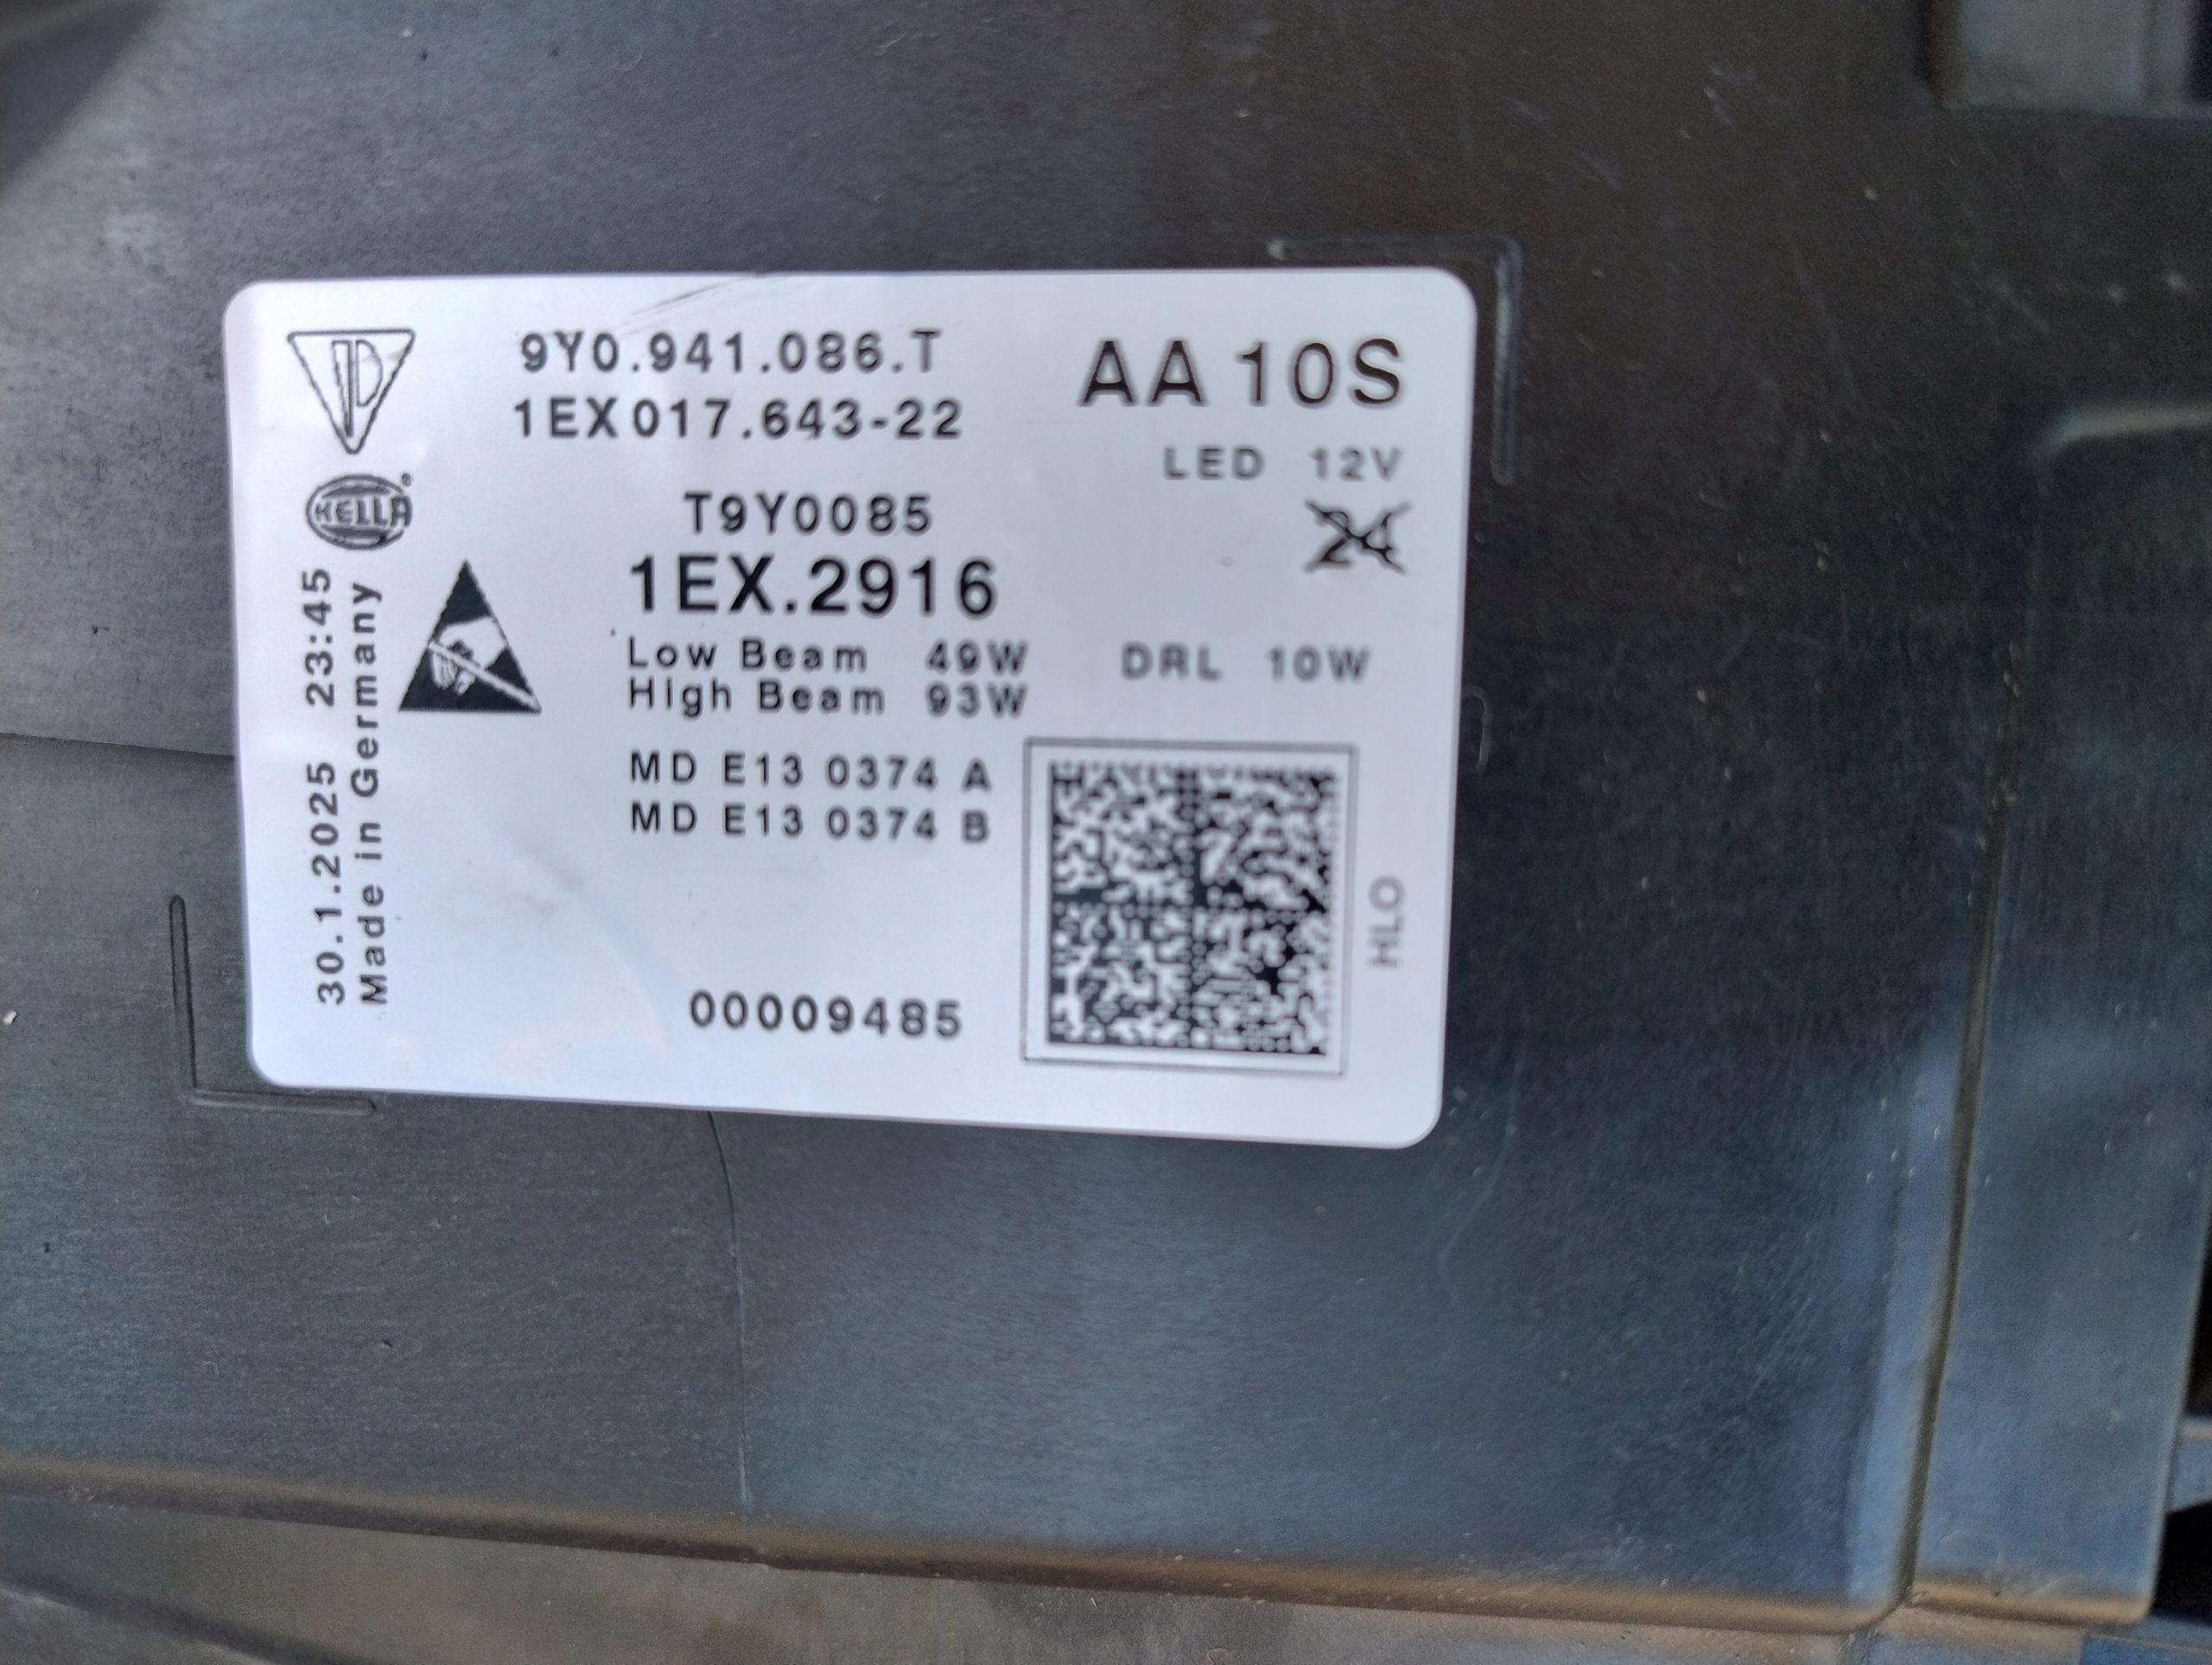 9Y0.941.086.T
1EX017.643-22
AA 10S
LED 12V
24
HELLA®
T9Y0085
1EX.2916
Low Beam 49W
High Beam 93W
DRL 10W
MD E13 0374 A
MD E13 0374 B
00009485
HLO
30.1.2025 23:45
Made in Germany